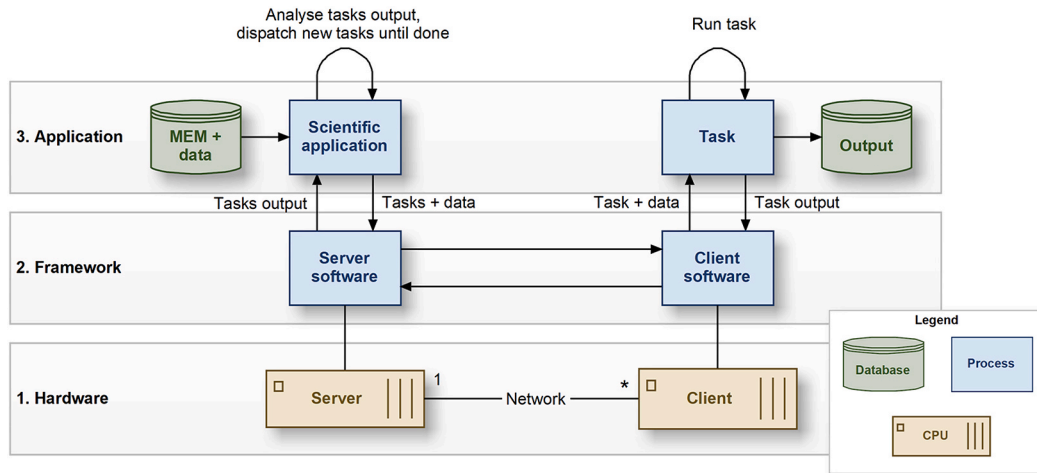 Analyse tasks output,
dispatch new tasks until done
Run task
3. Application
MEM +
data
Scientific
application
Task
Output
Tasks output
Tasks + data
Task + data
Task output
2. Framework
Server
software
Client
software
Legend
Database
Process
CPU
1. Hardware
Server
1
Network
*
Client